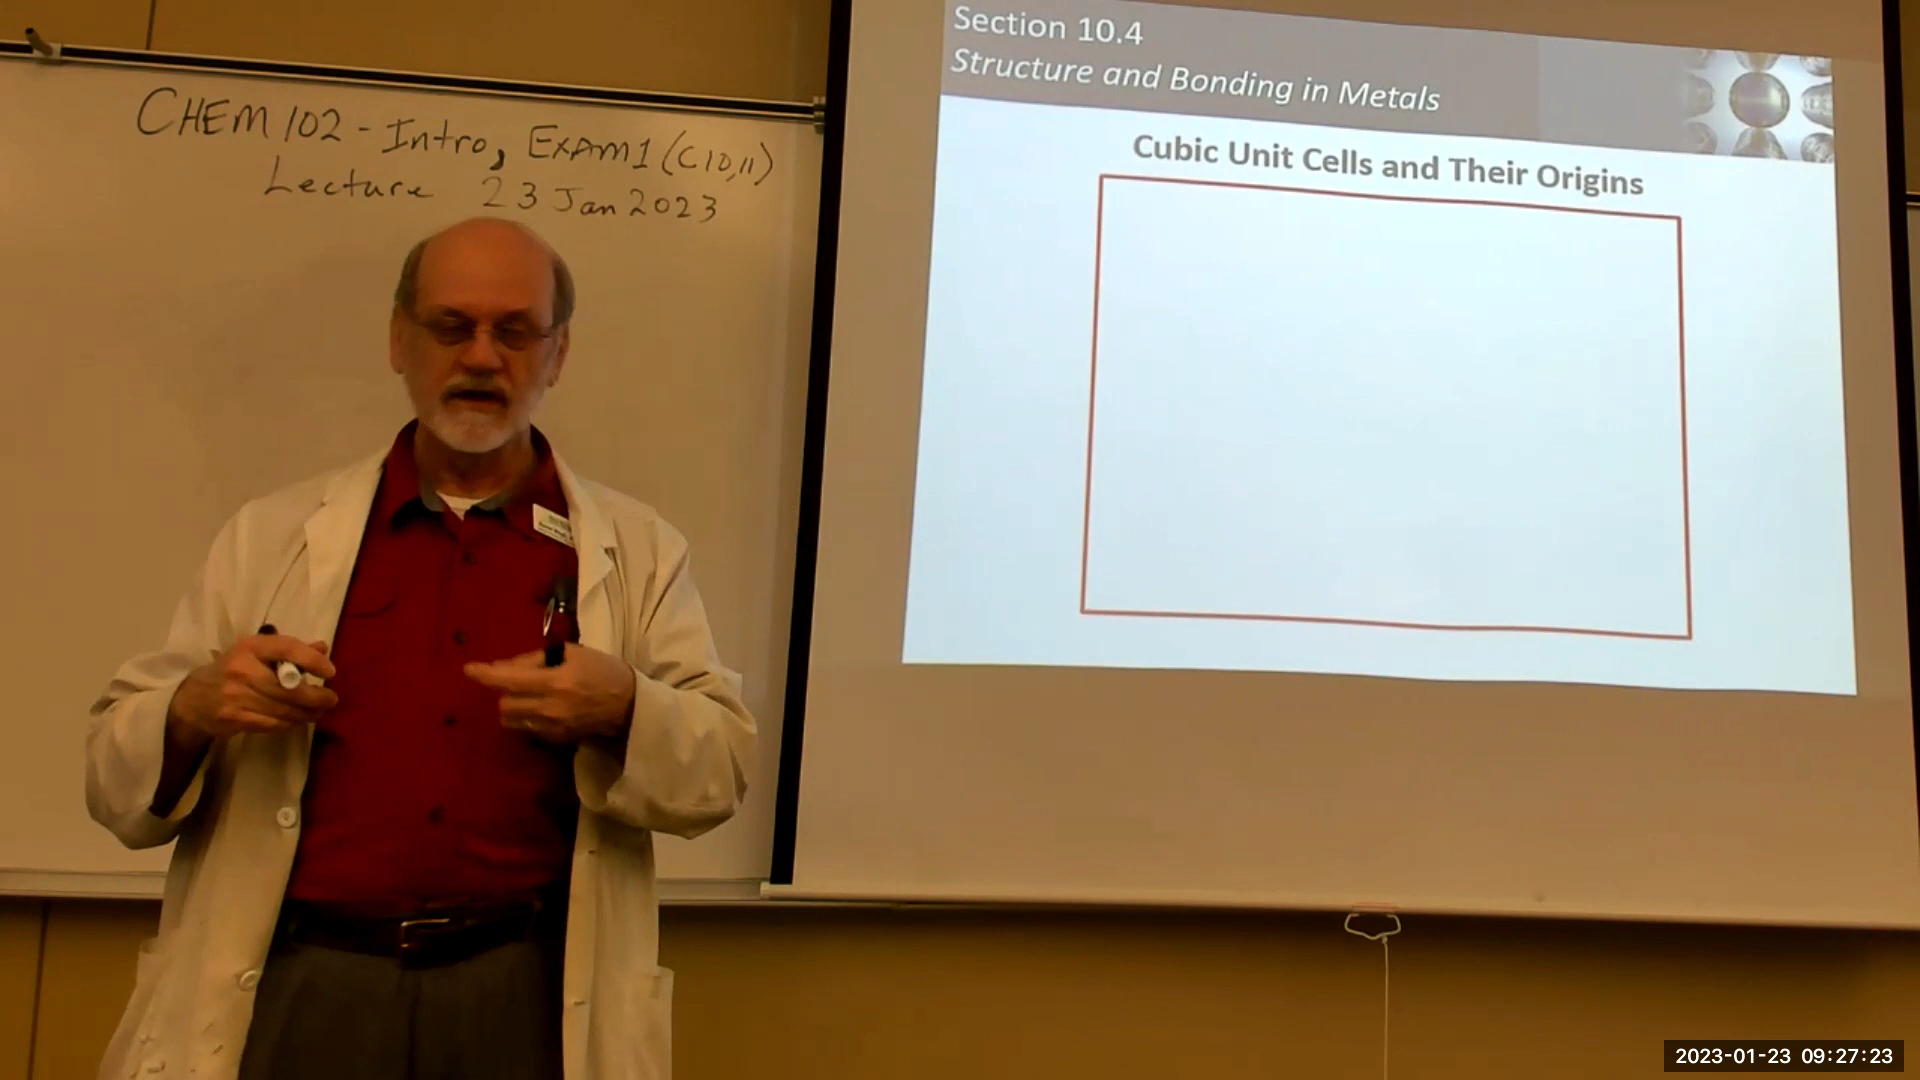 CHEM 102 - Intro, EXAM 1 (C10,11)
Lecture 23 Jan 2023
Section 10.4
Structure and Bonding in Metals
Cubic Unit Cells and Their Origins
2023-01-23 09:27:23